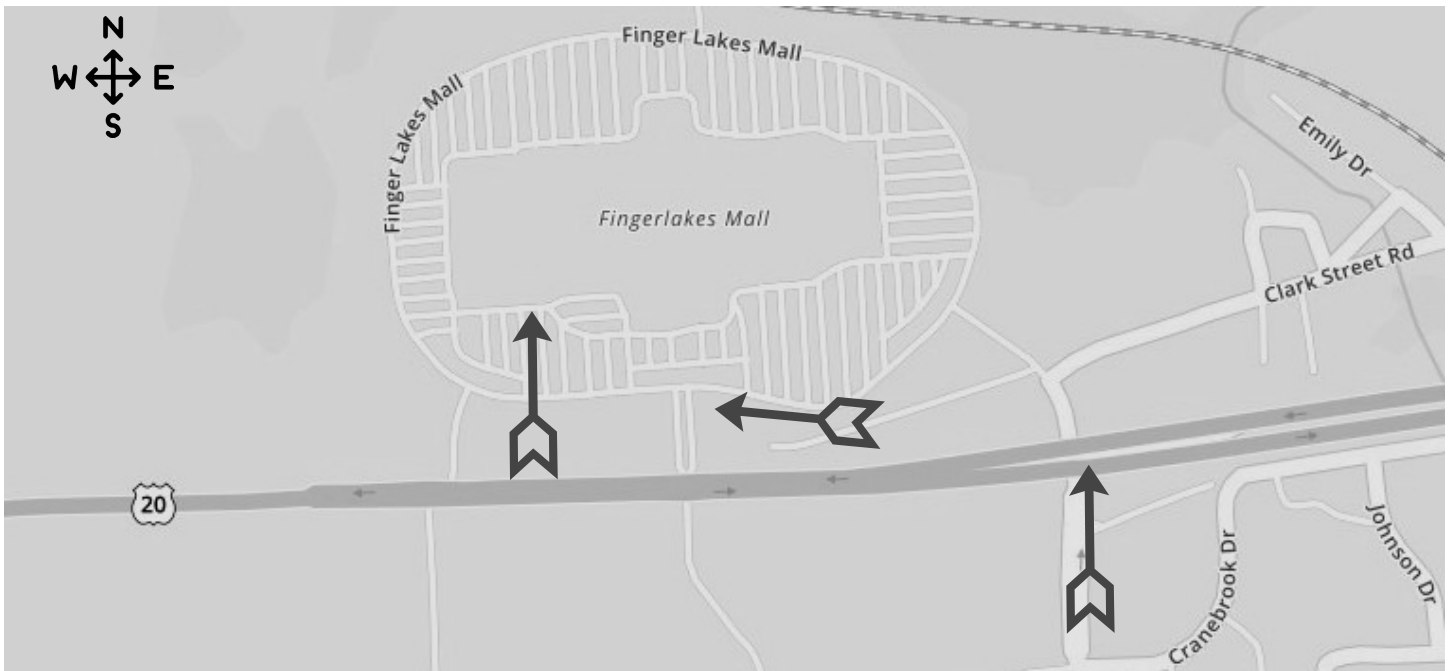 N
W E
S
Finger Lakes Mall
Finger Lakes Mall
Fingerlakes Mall
Emily Dr
Clark Street Rd
20
Johnson Dr
Cranebrook Dr